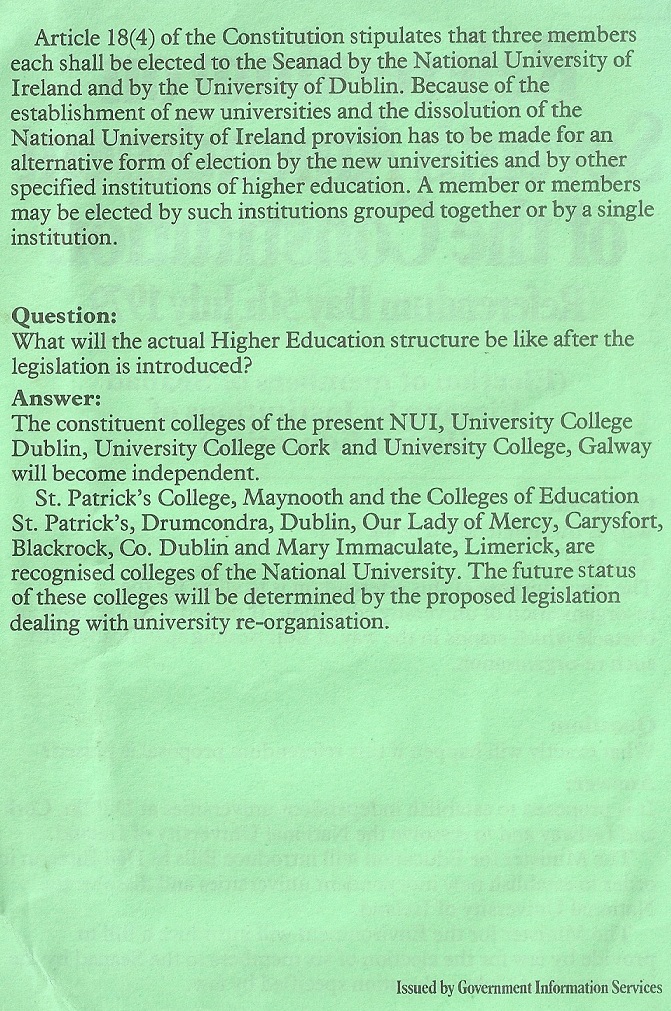 Article 18(4) of the Constitution stipulates that three members
each shall be elected to the Seanad by the National University of
Ireland and by the University of Dublin. Because of the
establishment of new universities and the dissolution of the
National University of Ireland provision has to be made for an
alternative form of election by the new universities and by other
specified institutions of higher education. A member or members
may be elected by such institutions grouped together or by a single
institution.
Question:
What will the actual Higher Education structure be like after the
legislation is introduced?
Answer:
The constituent colleges of the present NUI, University College
Dublin, University College Cork and University College, Galway
will become independent.
St. Patrick's College, Maynooth and the Colleges of Education
St. Patrick's, Drumcondra, Dublin, Our Lady of Mercy, Carysfort,
Blackrock, Co. Dublin and Mary Immaculate, Limerick, are
recognised colleges of the National University. The future status
of these colleges will be determined by the proposed legislation
dealing with university re-organisation.
Issued by Government Information Services